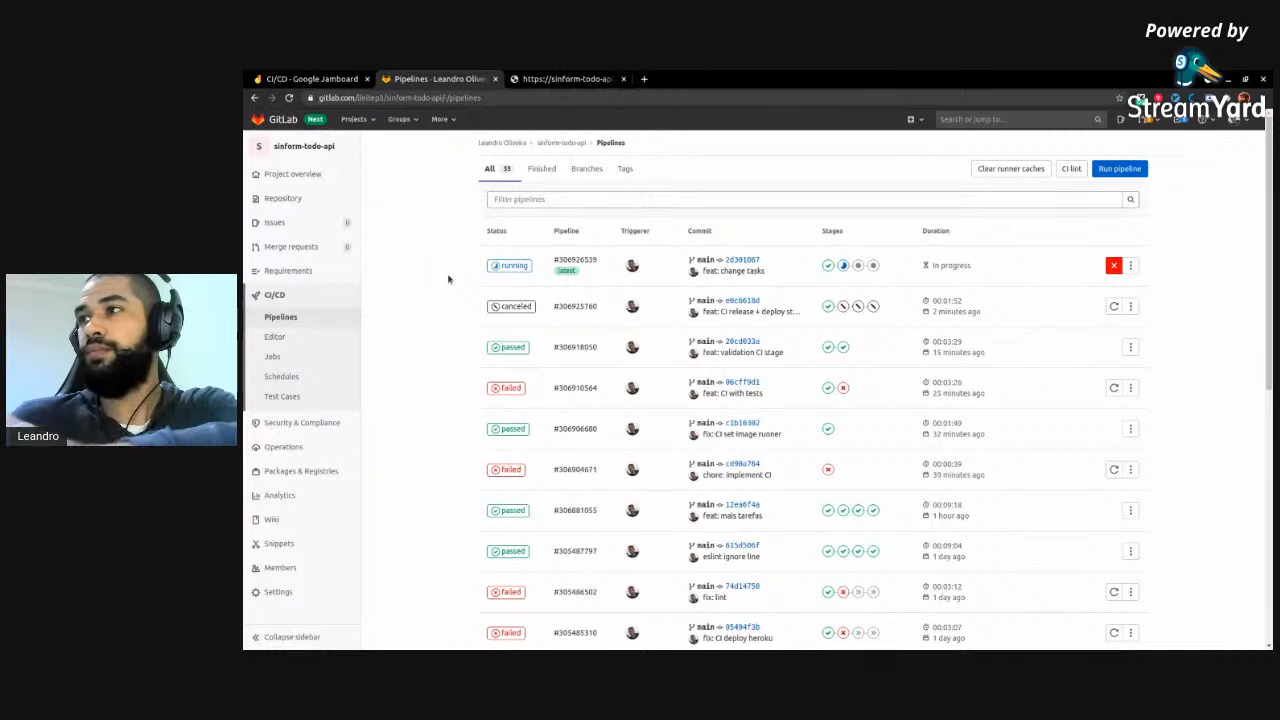 Powered by
StreamYard
CI/CD - Google Jamboard
Pipelines · Leandro Olive
https://sinform-todo-api
gitlab.com/lleitep3/sinform-todo-api/-/pipelines
GitLab Next Projects Groups More Search or jump to...
S sinform-todo-api
Project overview
Repository
Issues 0
Merge requests 0
Requirements
CI/CD
Pipelines
Editor
Jobs
Schedules
Test Cases
Security & Compliance
Operations
Packages & Registries
Analytics
Wiki
Snippets
Members
Settings
Collapse sidebar
Leandro Oliveira › sinform-todo-api › Pipelines
All 33 Finished Branches Tags Clear runner caches CI lint Run pipeline
Filter pipelines
Status Pipeline Triggerer Commit Stages Duration
running #306926539 main 2d301067 In progress
latest feat: change tasks
canceled #306925760 main e0c6618d 00:01:52
feat: CI release + deploy st... 2 minutes ago
passed #306918050 main 20cd033a 00:03:29
feat: validation CI stage 15 minutes ago
failed #306910564 main 06cff9d1 00:03:26
feat: CI with tests 25 minutes ago
passed #306906680 main c1b10302 00:01:49
fix: CI set image runner 32 minutes ago
failed #306904671 main cd90a764 00:00:39
chore: implement CI 39 minutes ago
passed #306881055 main 12ea6f4a 00:09:18
feat: mais tarefas 1 hour ago
passed #305487797 main 615d506f 00:09:04
eslint ignore line 1 day ago
failed #305486502 main 74d14750 00:03:12
fix: lint 1 day ago
failed #305485310 main 05494f3b 00:03:07
fix: CI deploy heroku 1 day ago
Leandro